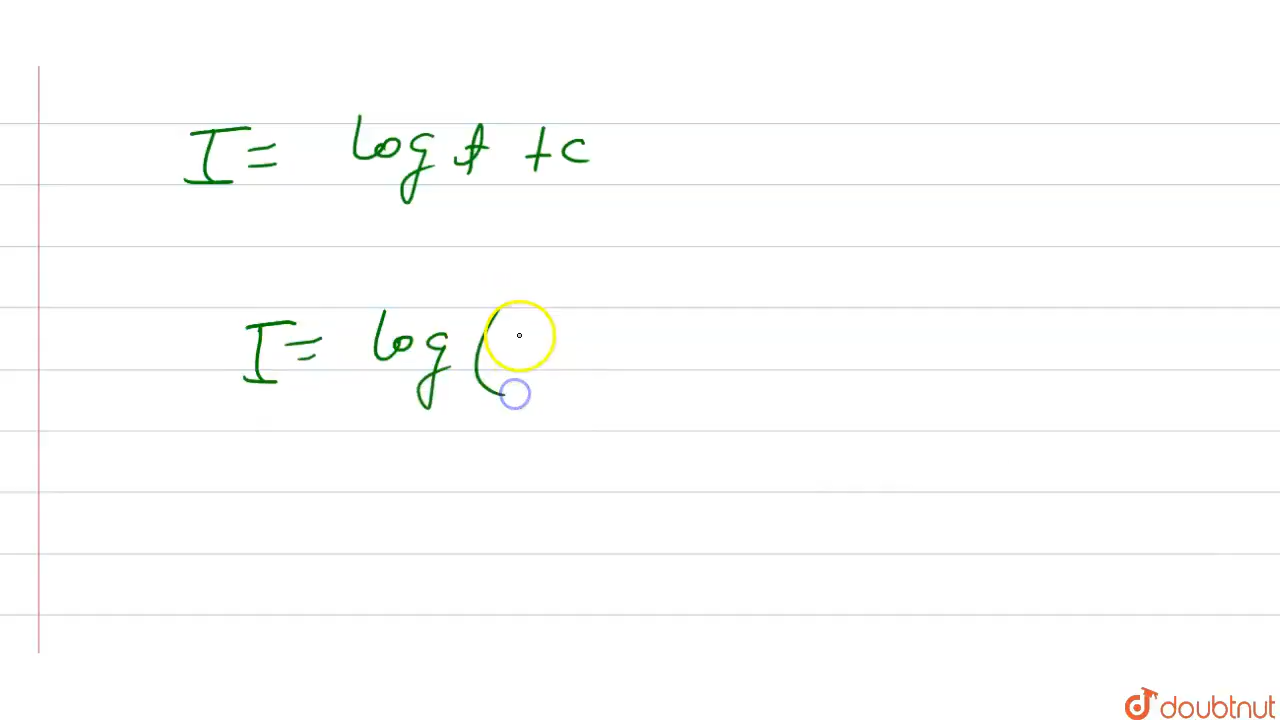 I = log t + c
I = log (
doubtnut